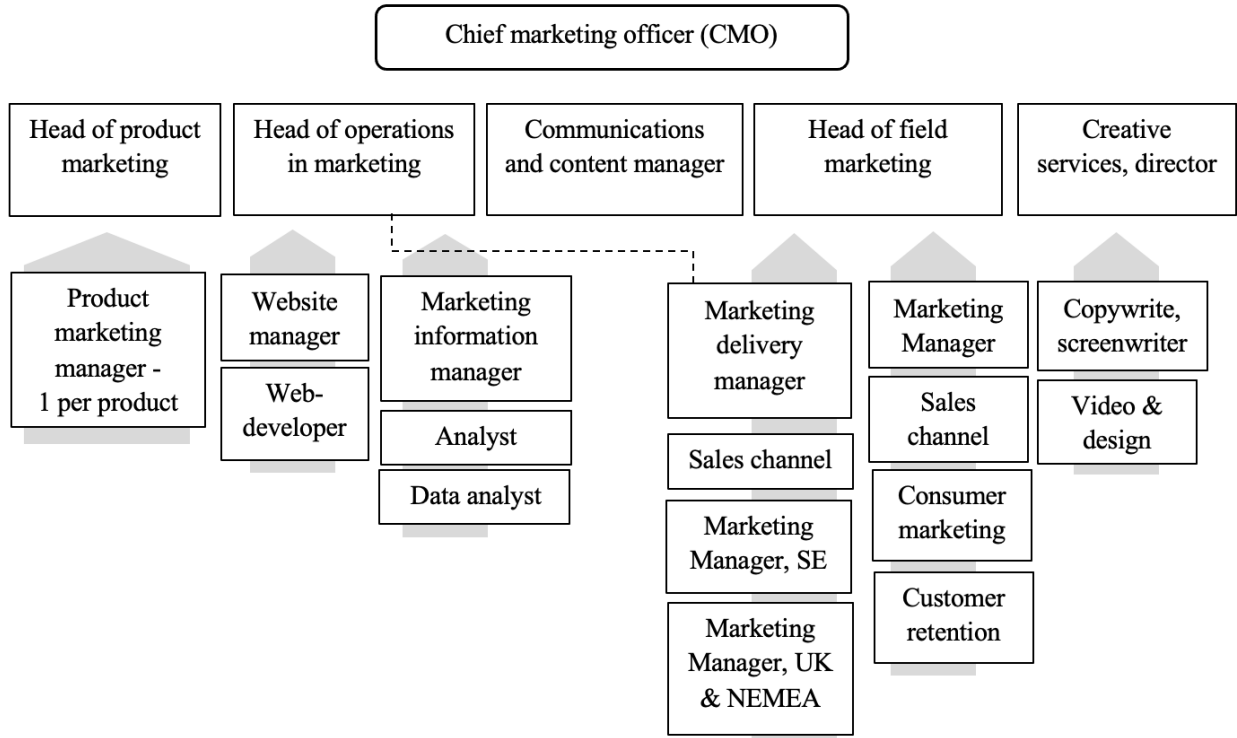 Chief marketing officer (CMO)
Head of product
marketing
Head of operations
in marketing
Communications
and content manager
Head of field
marketing
Creative
services, director
Product
marketing
manager -
1 per product
Website
manager
Web-
developer
Marketing
information
manager
Analyst
Data analyst
Marketing
delivery
manager
Sales channel
Marketing
Manager, SE
Marketing
Manager, UK
& NEMEA
Marketing
Manager
Sales
channel
Consumer
marketing
Customer
retention
Copywrite,
screenwriter
Video &
design